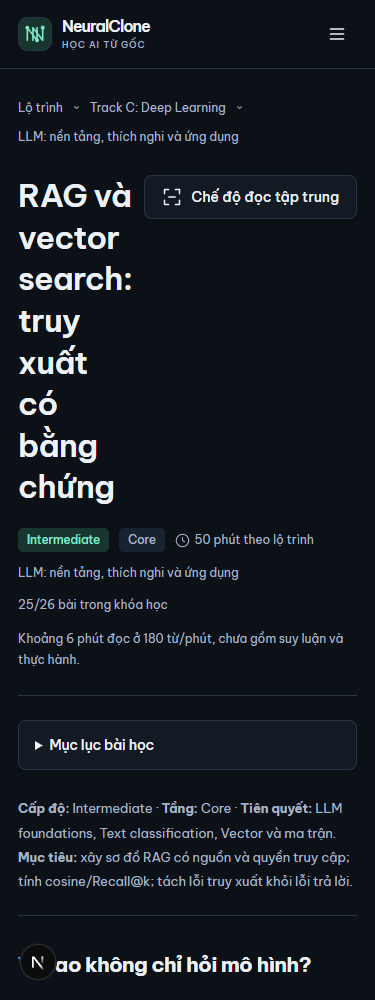 NeuralClone
HỌC AI TỪ GỐC
Lộ trình
Track C: Deep Learning
LLM: nền tảng, thích nghi và ứng dụng
RAG và
vector
search:
truy
xuất
có
bằng
chứng
Chế độ đọc tập trung
Intermediate Core 50 phút theo lộ trình
LLM: nền tảng, thích nghi và ứng dụng
25/26 bài trong khóa học
Khoảng 6 phút đọc ở 180 từ/phút, chưa gồm suy luận và
thực hành.
Mục lục bài học
Cấp độ: Intermediate · Tầng: Core · Tiên quyết: LLM
foundations, Text classification, Vector và ma trận.
Mục tiêu: xây sơ đồ RAG có nguồn và quyền truy cập;
tính cosine/Recall@k; tách lỗi truy xuất khỏi lỗi trả lời.
không chỉ hỏi mô hình?